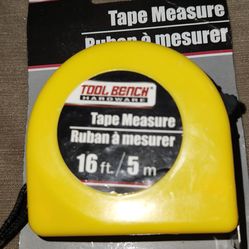 Tape Measure
Ruban à mesurer
TOOL BENCH
HARDWARE
Tape Measure
Ruban à mesurer
16 ft./5 m